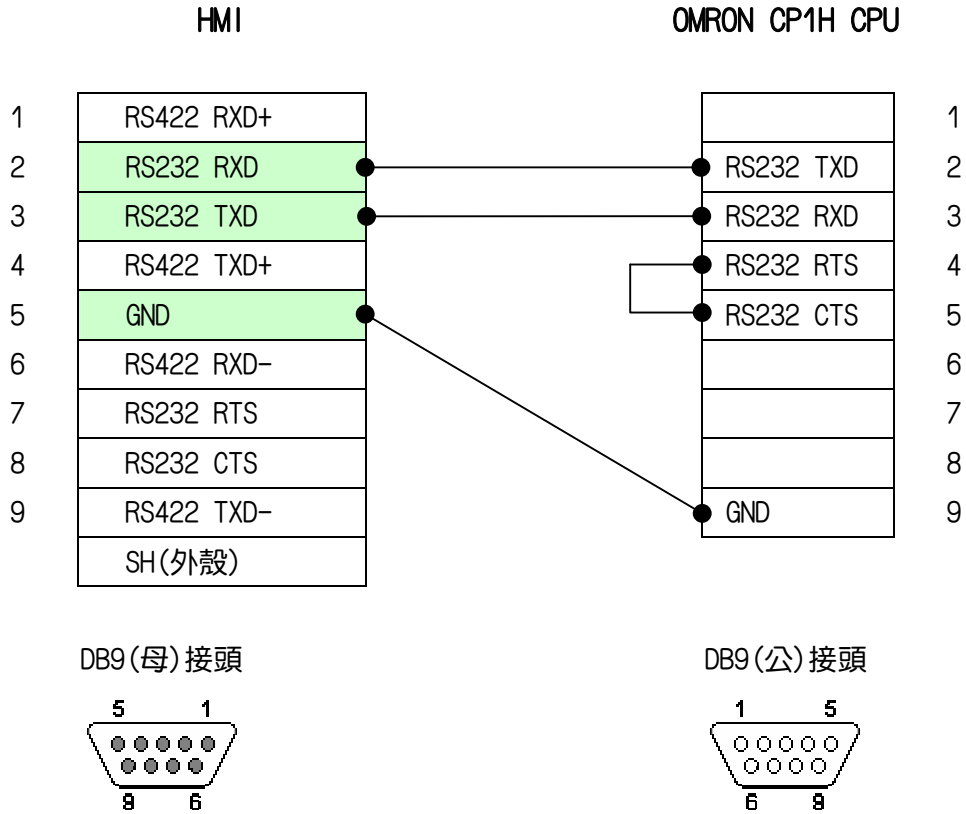 HMI OMRON CP1H CPU
1 RS422 RXD+ 1
2 RS232 RXD RS232 TXD 2
3 RS232 TXD RS232 RXD 3
4 RS422 TXD+ RS232 RTS 4
5 GND RS232 CTS 5
6 RS422 RXD- 6
7 RS232 RTS 7
8 RS232 CTS 8
9 RS422 TXD- GND 9
SH(外殼)
DB9(母)接頭 DB9(公)接頭
5 1 1 5
9 6 6 9